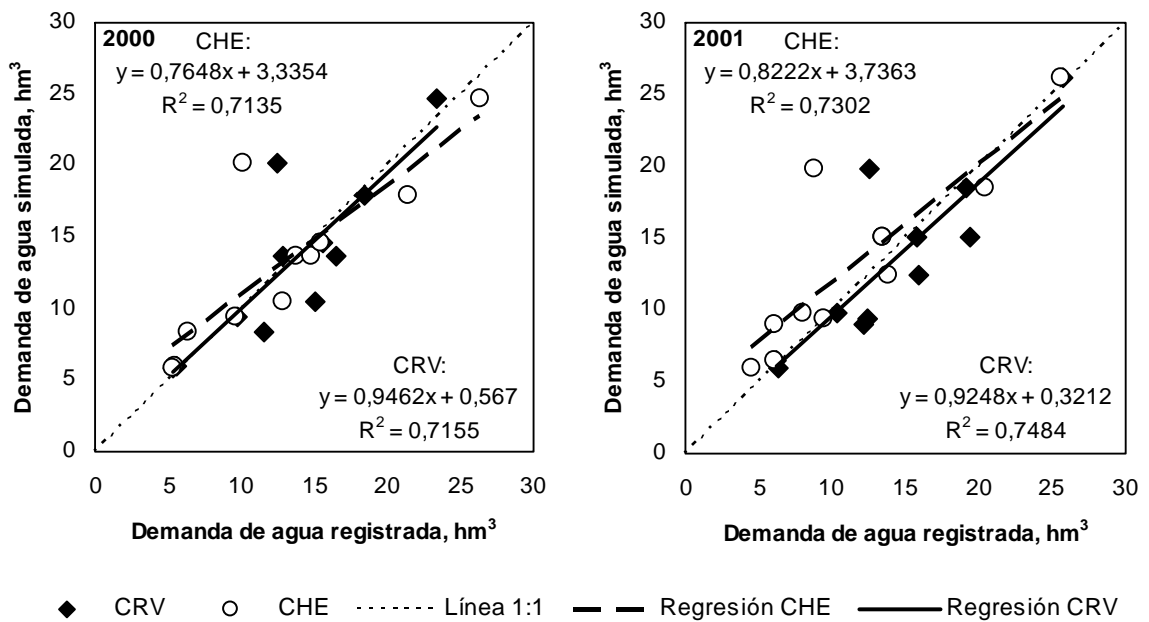 2000
CHE:
y = 0,7648x + 3,3354
R² = 0,7135
CRV:
y = 0,9462x + 0,567
R² = 0,7155
30
25
20
15
10
5
0
0 5 10 15 20 25 30
Demanda de agua simulada, hm³
Demanda de agua registrada, hm³
2001
CHE:
y = 0,8222x + 3,7363
R² = 0,7302
CRV:
y = 0,9248x + 0,3212
R² = 0,7484
30
25
20
15
10
5
0
0 5 10 15 20 25 30
Demanda de agua simulada, hm³
Demanda de agua registrada, hm³
CRV CHE Línea 1:1 Regresión CHE Regresión CRV